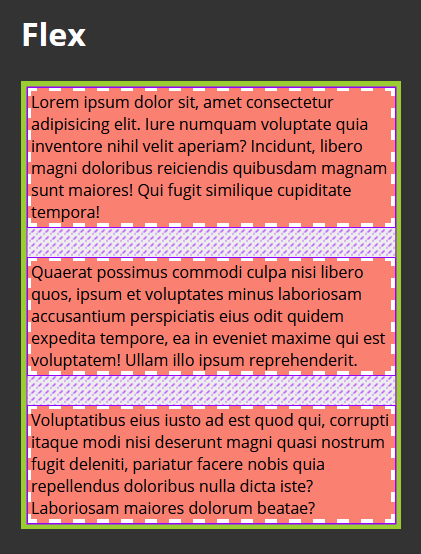 Flex
Lorem ipsum dolor sit, amet consectetur
adipisicing elit. Iure numquam voluptate quia
inventore nihil velit aperiam? Incidunt, libero
magni doloribus reiciendis quibusdam magnam
sunt maiores! Qui fugit similique cupiditate
tempora!
Quaerat possimus commodi culpa nisi libero
quos, ipsum et voluptates minus laboriosam
accusantium perspiciatis eius odit quidem
expedita tempore, ea in eveniet maxime qui est
voluptatem! Ullam illo ipsum reprehenderit.
Voluptatibus eius iusto ad est quod qui, corrupti
itaque modi nisi deserunt magni quasi nostrum
fugit deleniti, pariatur facere nobis quia
repellendus doloribus nulla dicta iste?
Laboriosam maiores dolorum beatae?